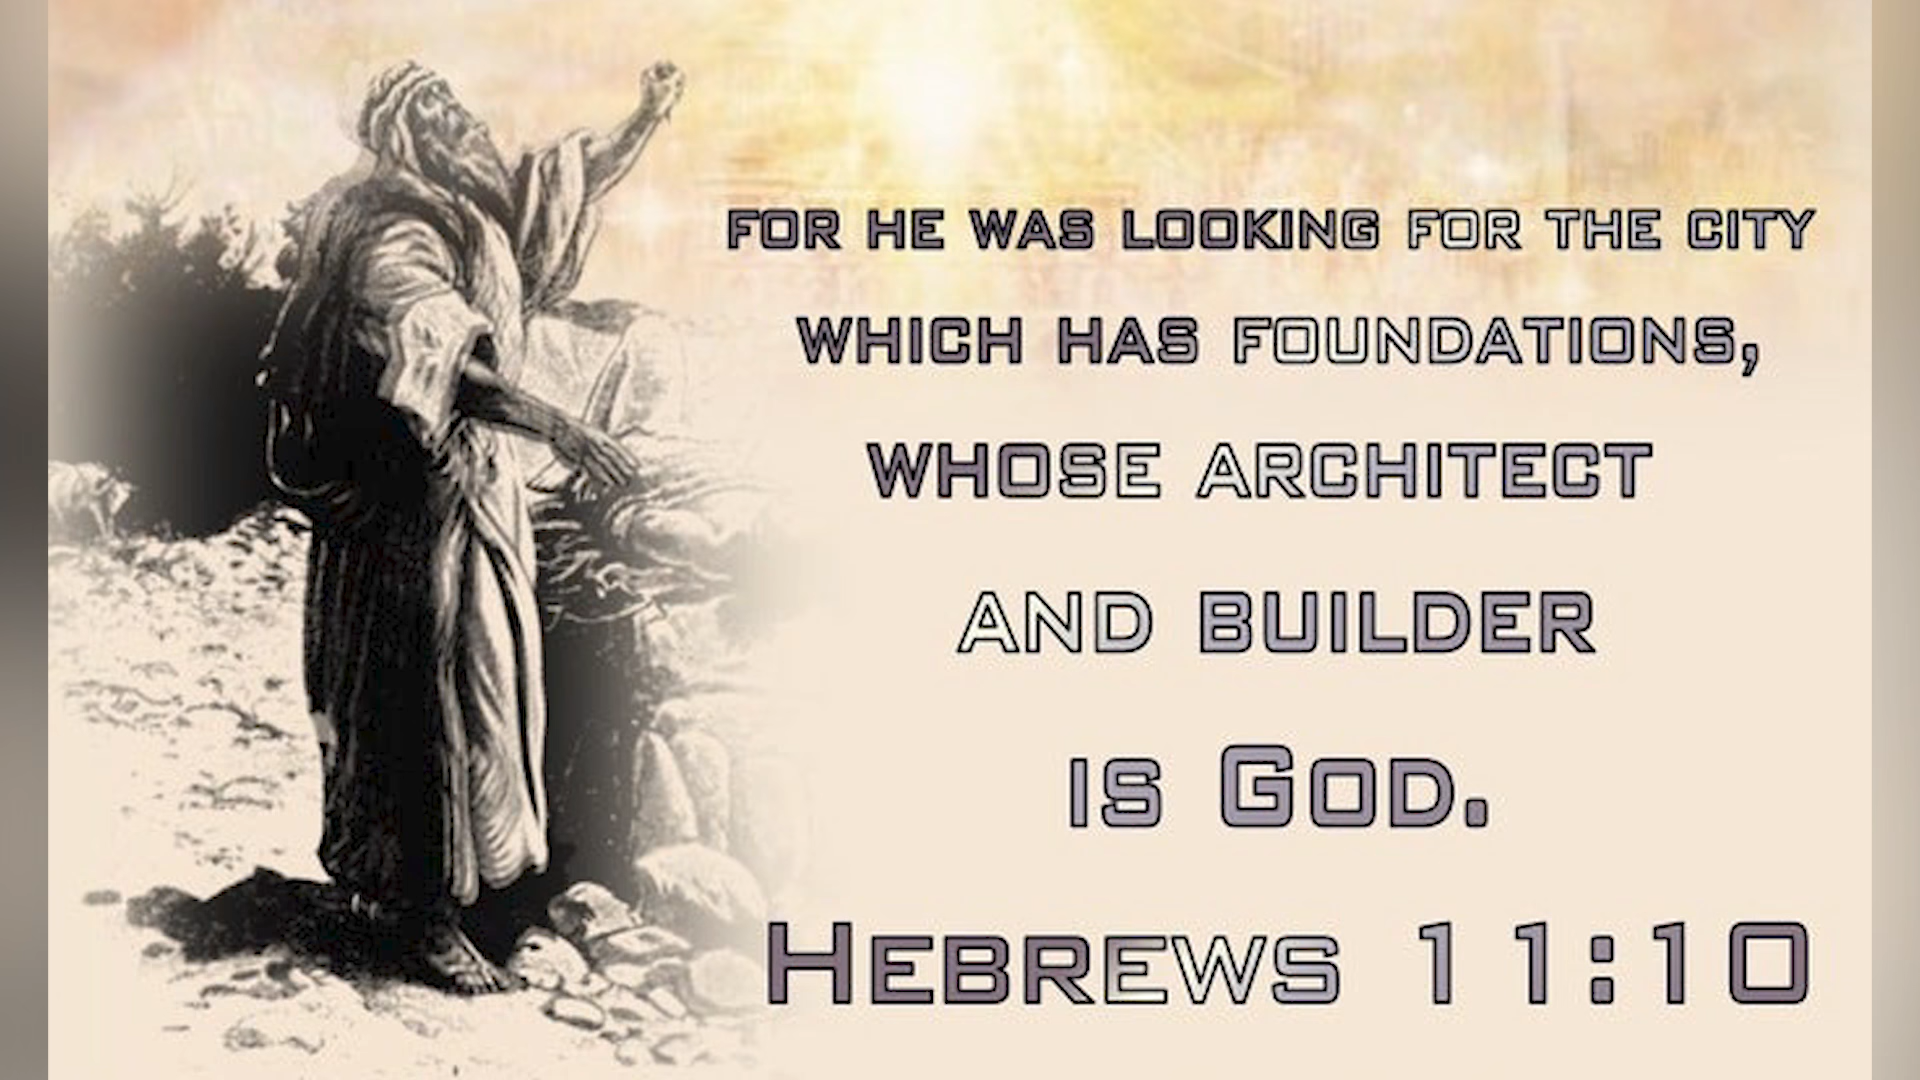 FOR HE WAS LOOKING FOR THE CITY
WHICH HAS FOUNDATIONS,
WHOSE ARCHITECT
AND BUILDER
IS GOD.
HEBREWS 11:10